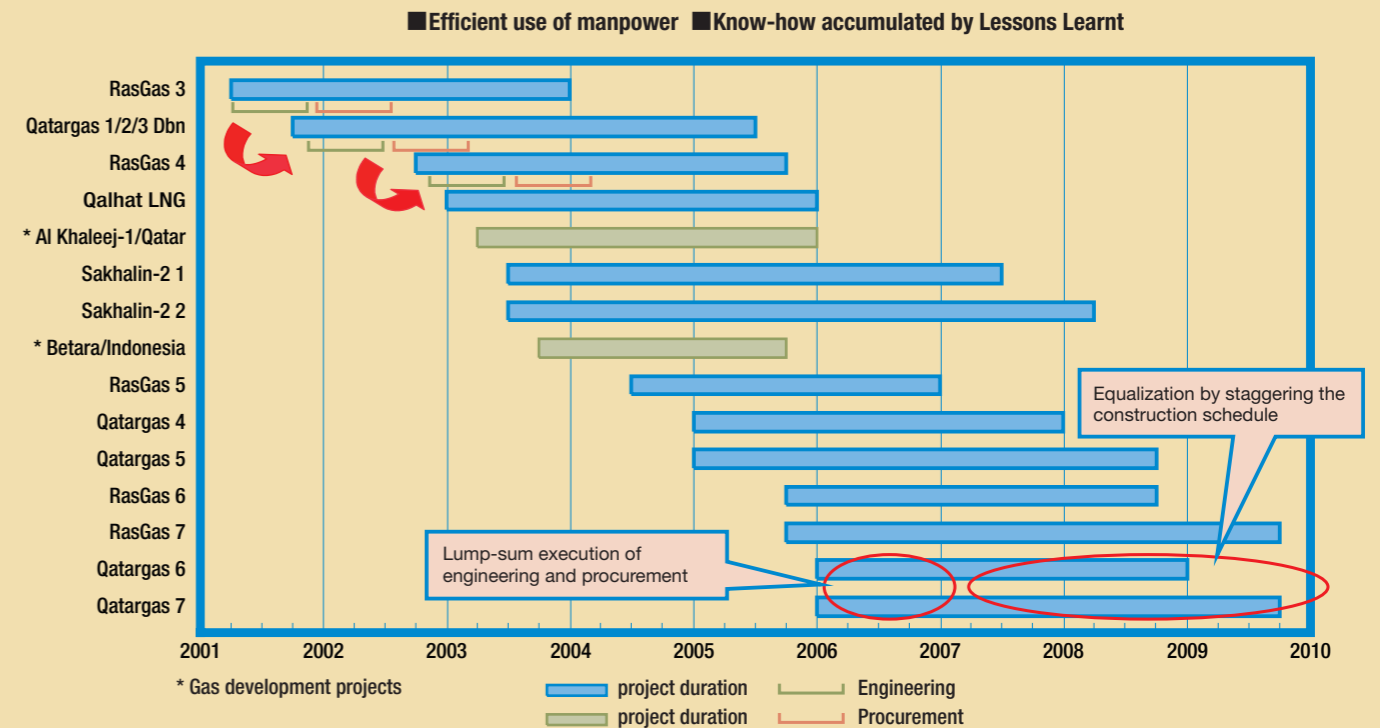 ■Efficient use of manpower ■Know-how accumulated by Lessons Learnt
RasGas 3
Qatargas 1/2/3 Dbn
RasGas 4
Qalhat LNG
* Al Khaleej-1/Qatar
Sakhalin-2 1
Sakhalin-2 2
* Betara/Indonesia
RasGas 5
Qatargas 4
Qatargas 5
RasGas 6
RasGas 7
Qatargas 6
Qatargas 7
Equalization by staggering the
construction schedule
Lump-sum execution of
engineering and procurement
2001 2002 2003 2004 2005 2006 2007 2008 2009 2010
* Gas development projects
project duration Engineering
project duration Procurement